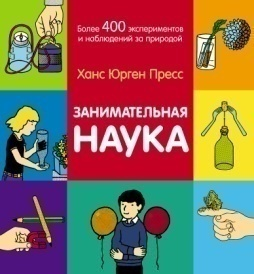 Более 400 экспериментов
и наблюдений за природой
Ханс Юрген Пресс
ЗАНИМАТЕЛЬНАЯ
НАУКА